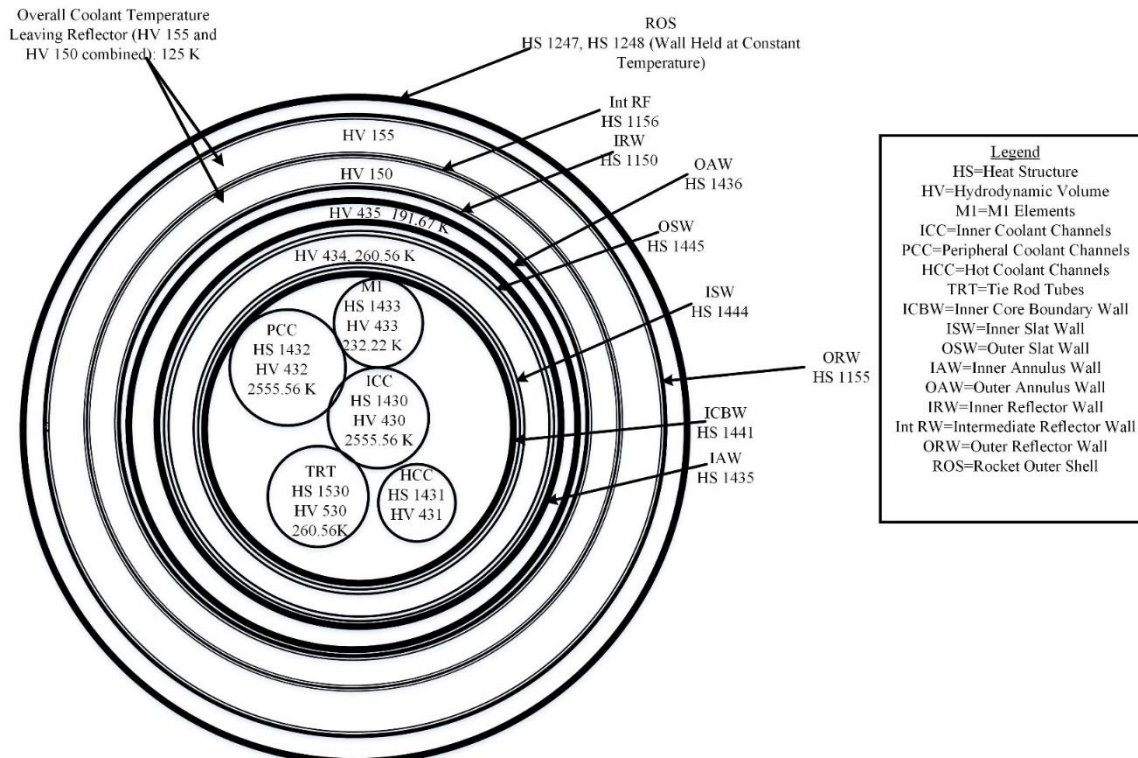 Overall Coolant Temperature
Leaving Reflector (HV 155 and
HV 150 combined): 125 K
ROS
HS 1247, HS 1248 (Wall Held at Constant
Temperature)
Int RF
HS 1156
IRW
HS 1150
OAW
HS 1436
OSW
HS 1445
ISW
HS 1444
ORW
HS 1155
ICBW
HS 1441
IAW
HS 1435
HV 155
HV 150
HV 435 191.67 K
HV 434, 260.56 K
M1
HS 1433
HV 433
232.22 K
PCC
HS 1432
HV 432
2555.56 K
ICC
HS 1430
HV 430
2555.56 K
TRT
HS 1530
HV 530
260.56K
HCC
HS 1431
HV 431
Legend
HS=Heat Structure
HV=Hydrodynamic Volume
M1=M1 Elements
ICC=Inner Coolant Channels
PCC=Peripheral Coolant Channels
HCC=Hot Coolant Channels
TRT=Tie Rod Tubes
ICBW=Inner Core Boundary Wall
ISW=Inner Slat Wall
OSW=Outer Slat Wall
IAW=Inner Annulus Wall
OAW=Outer Annulus Wall
IRW=Inner Reflector Wall
Int RW=Intermediate Reflector Wall
ORW=Outer Reflector Wall
ROS=Rocket Outer Shell